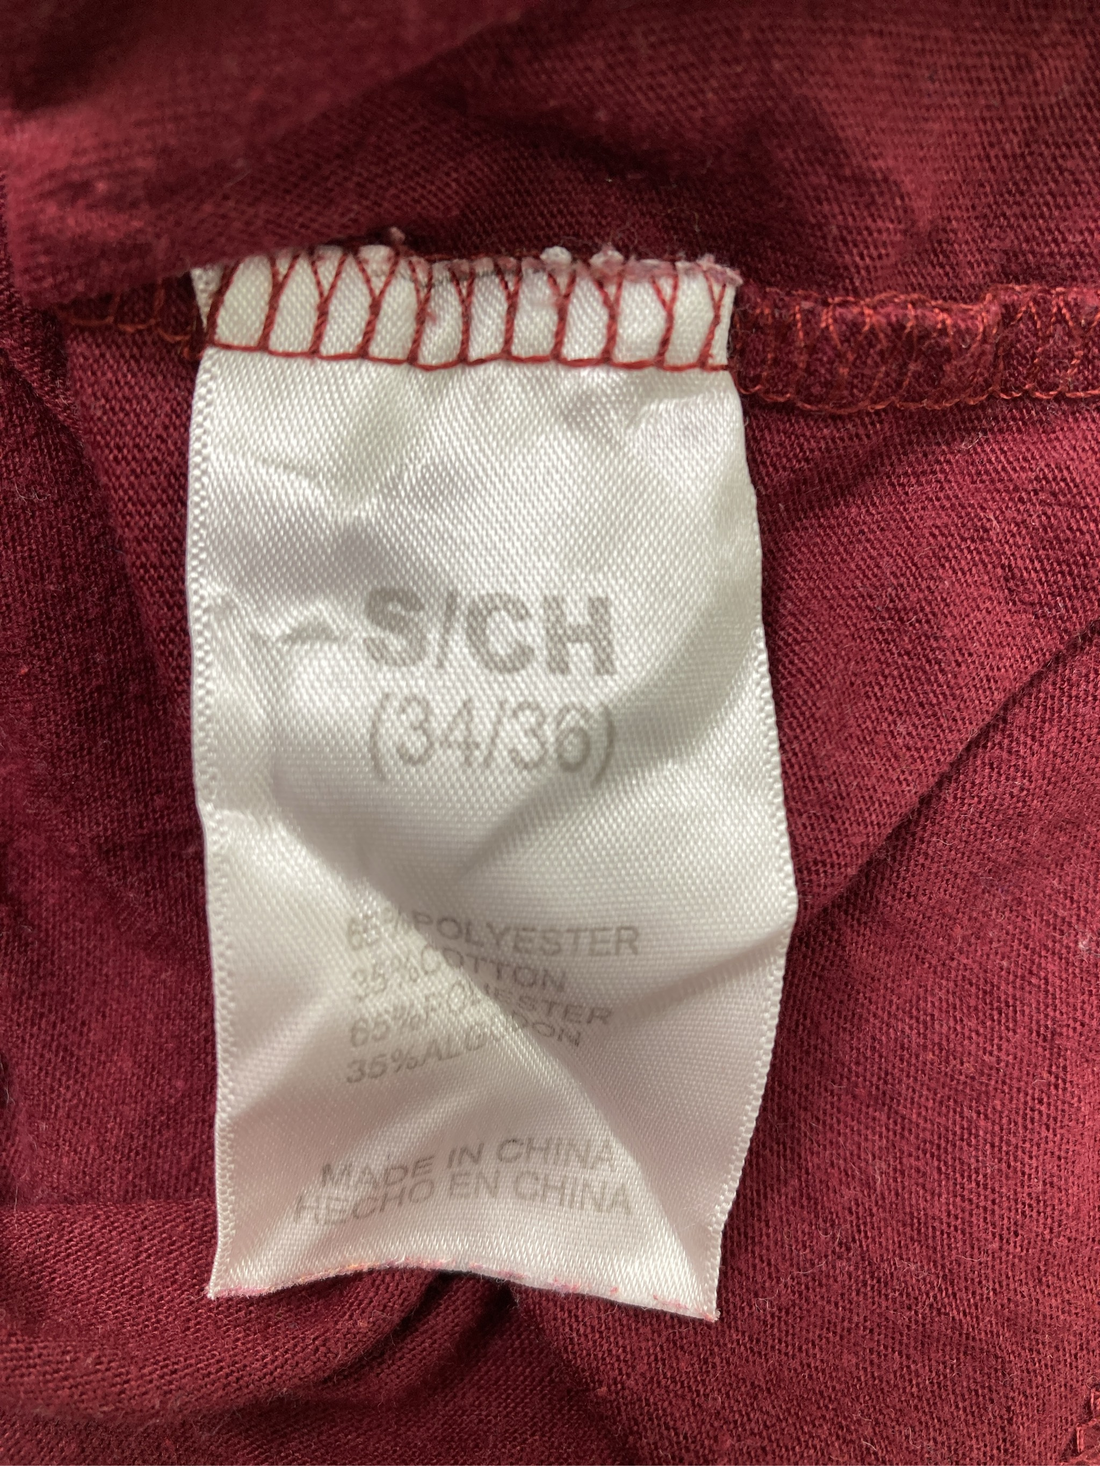 S/CH
(34/36)
65%POLYESTER
35%COTTON
65%POLIESTER
35%ALGODON
MADE IN CHINA
HECHO EN CHINA